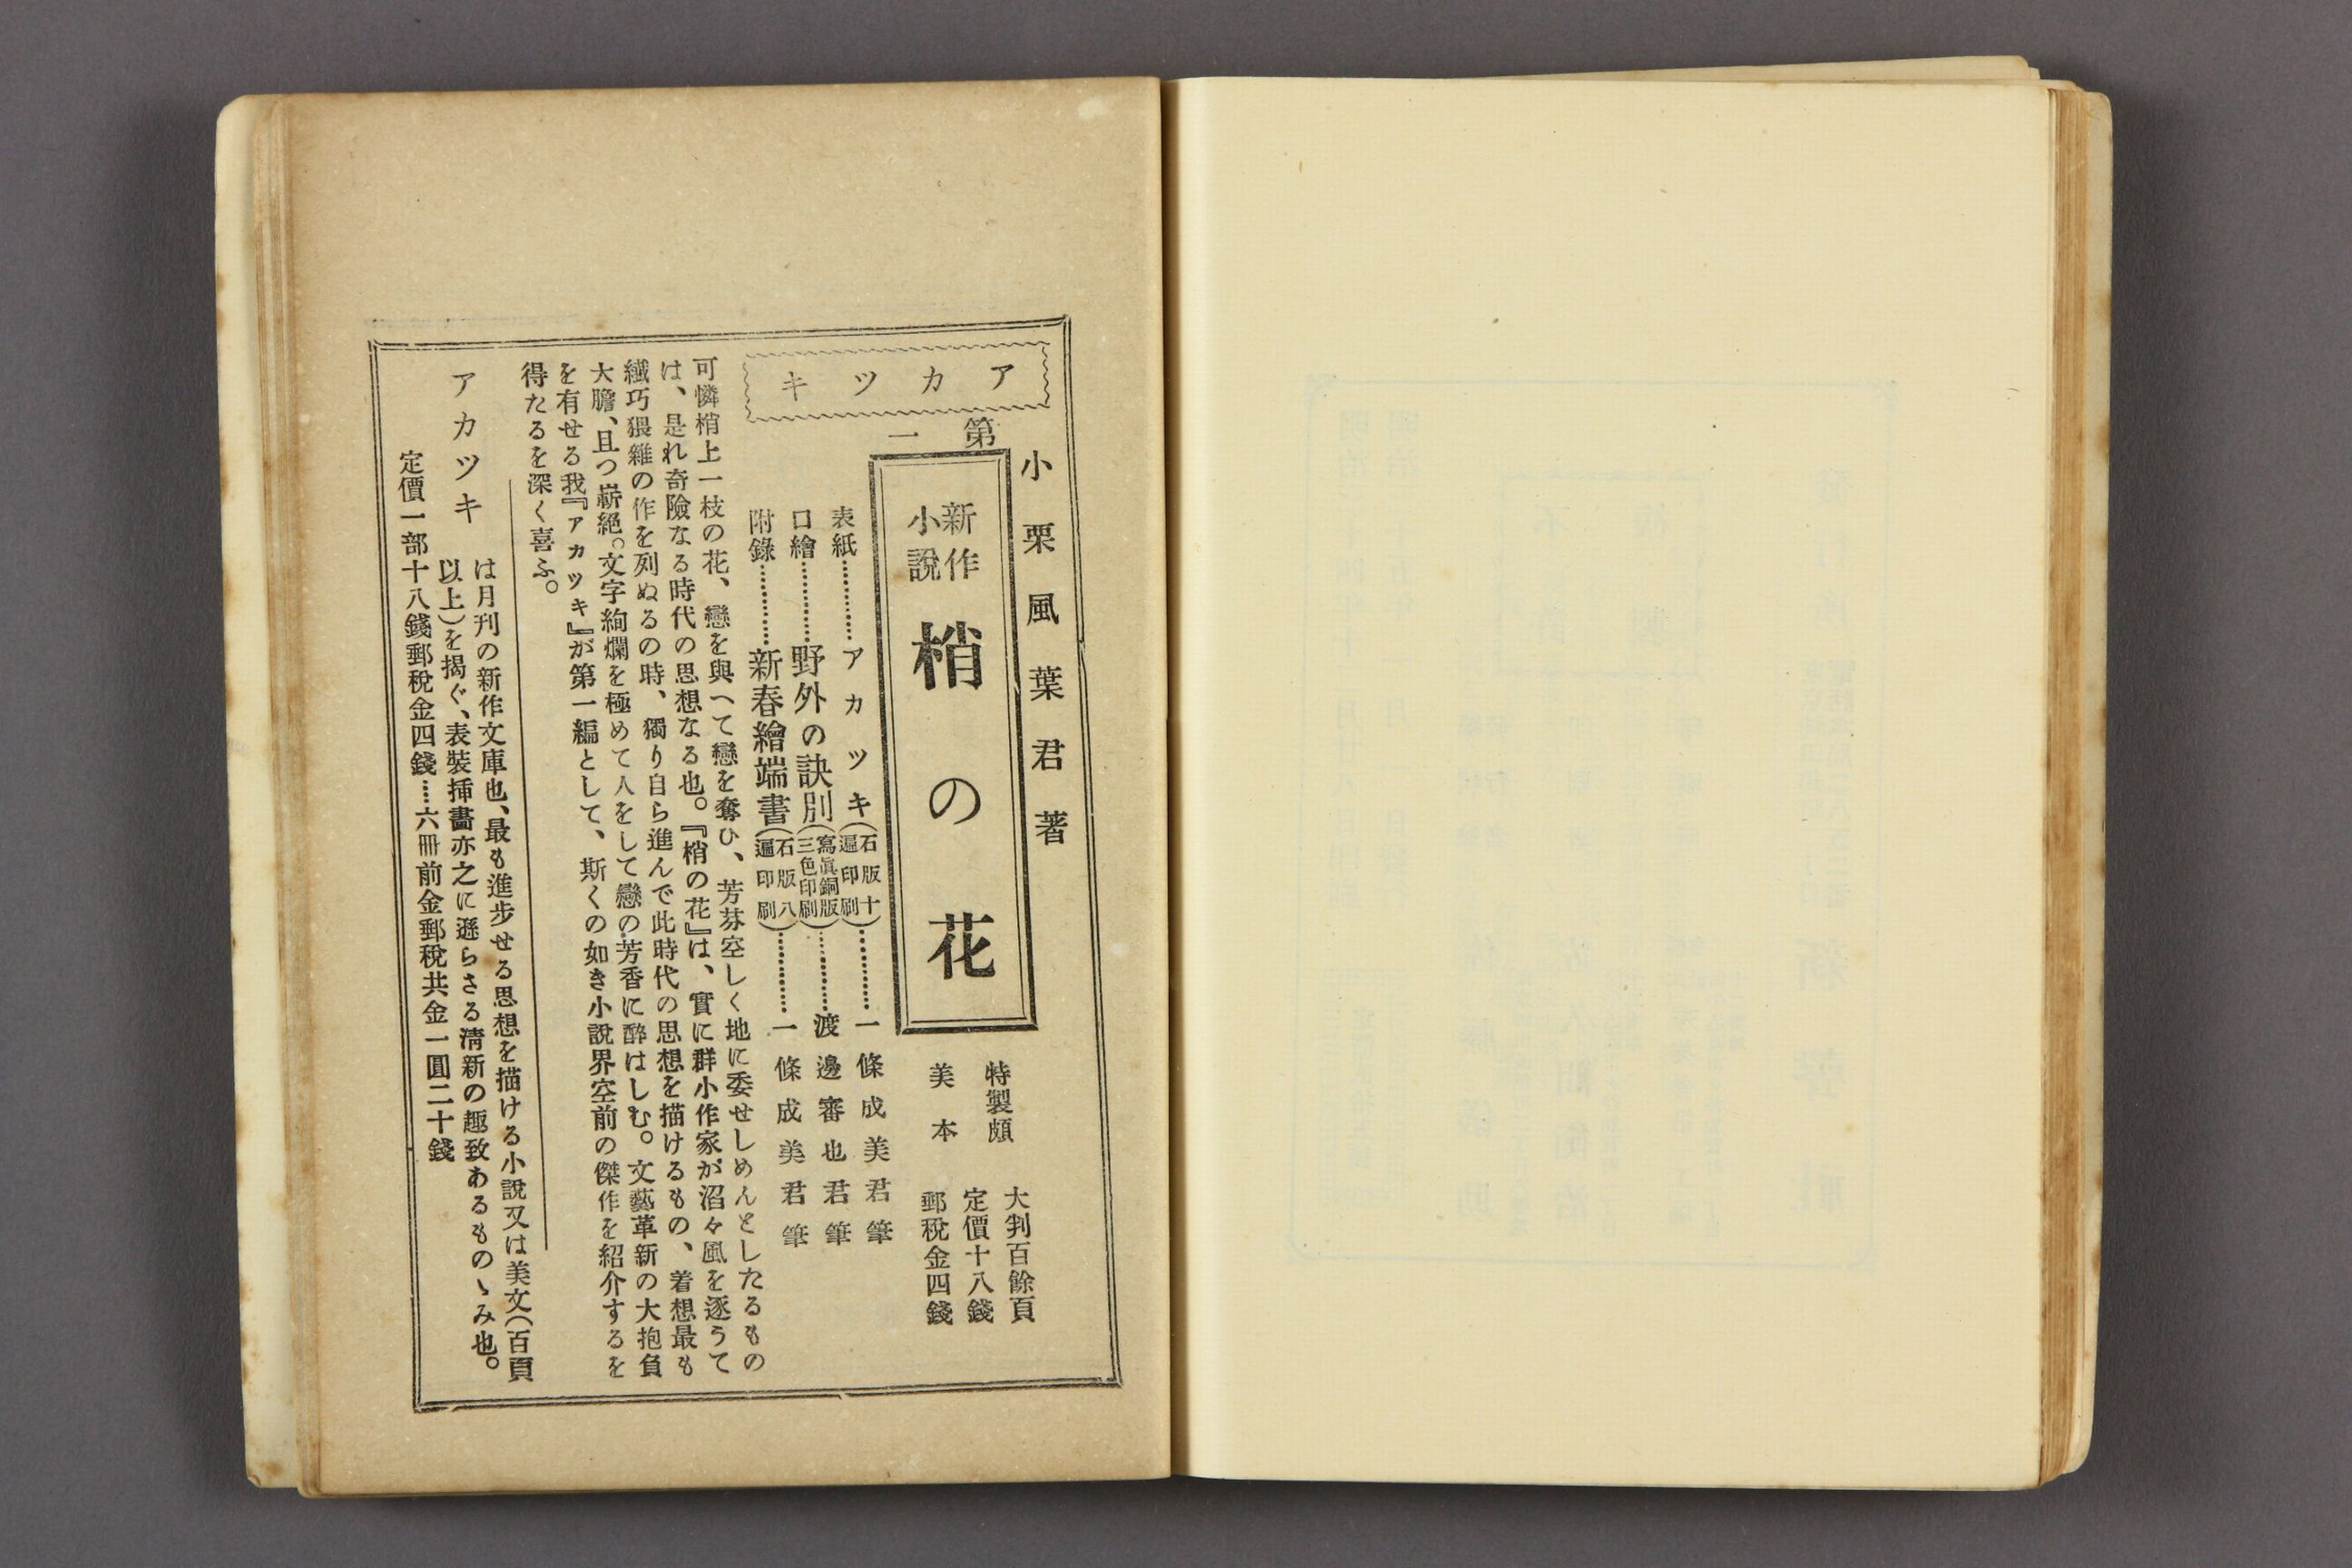 アカツキ
第一
小栗風葉君著
新作
小說
梢の花
特製頗
美本
大判百餘頁
定價十八錢
郵稅金四錢
表紙…………アカツキ(石版十遍印刷)…………一條成美君筆
口繪…………野外の訣別(寫眞銅版三色印刷)…………渡邊審也君筆
附錄…………新春繪端書(石版八遍印刷)…………一條成美君筆
可憐梢上一枝の花、戀を與へて戀を奪ひ、芳芬空しく地に委せしめんとしたるもの
は、是れ奇險なる時代の思想なる也。『梢の花』は、實に群小作家が滔々風を逐うて
纎巧猥雜の作を列ぬるの時、獨り自ら進んで此時代の思想を描けるもの、着想最も
大膽、且つ嶄絕。文字絢爛を極めて人をして戀の芳香に醉はしむ。文藝革新の大抱負
を有せる我『アカツキ』が第一編として、斯くの如き小說界空前の傑作を紹介するを
得たるを深く喜ふ。
アカツキ
は月刊の新作文庫也、最も進步せる思想を描ける小說又は美文(百頁
以上)を揭ぐ、表裝挿畵亦之に遜らさる淸新の趣致あるものゝみ也。
定價一部十八錢郵稅金四錢……六冊前金郵稅共金一圓二十錢